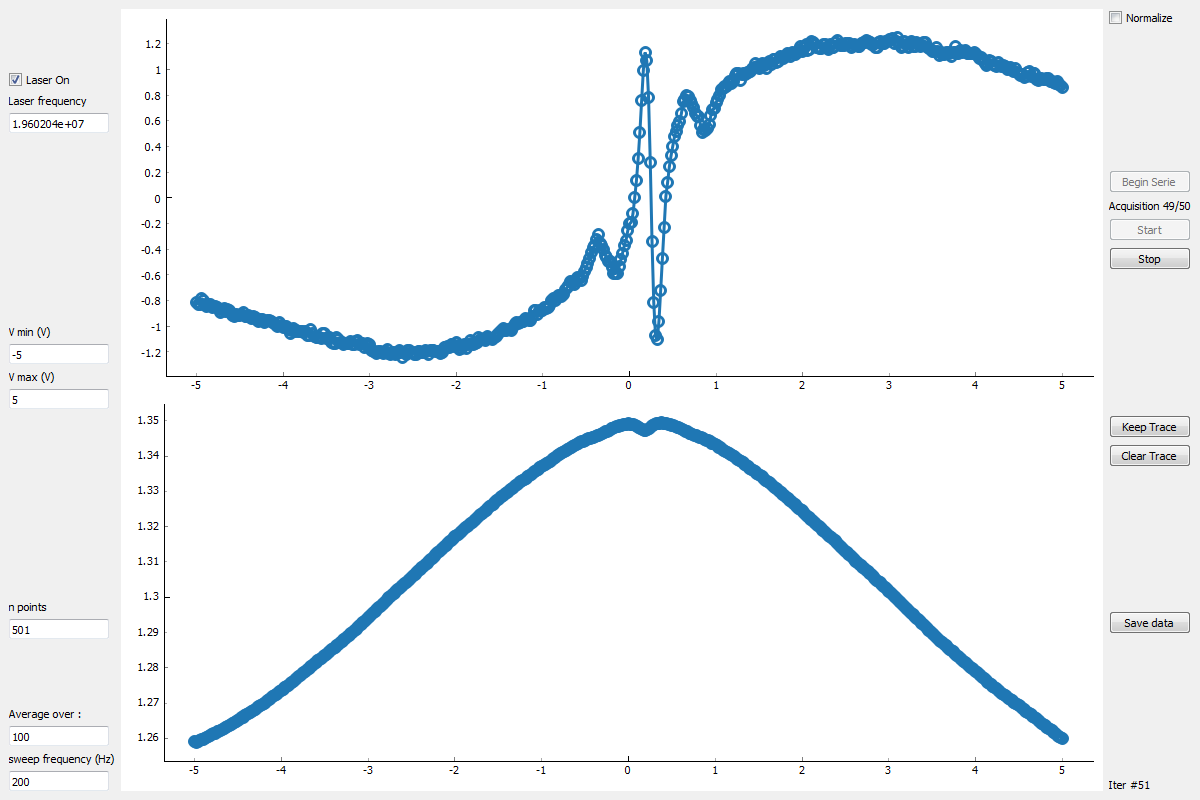 Laser On
Laser frequency
1.960204e+07
V min (V)
-5
V max (V)
5
n points
501
Average over :
100
sweep frequency (Hz)
200
1.2
1
0.8
0.6
0.4
0.2
0
-0.2
-0.4
-0.6
-0.8
-1
-1.2
-5 -4 -3 -2 -1 0 1 2 3 4 5
1.35
1.34
1.33
1.32
1.31
1.3
1.29
1.28
1.27
1.26
-5 -4 -3 -2 -1 0 1 2 3 4 5
Normalize
Begin Serie
Acquisition 49/50
Start
Stop
Keep Trace
Clear Trace
Save data
Iter #51